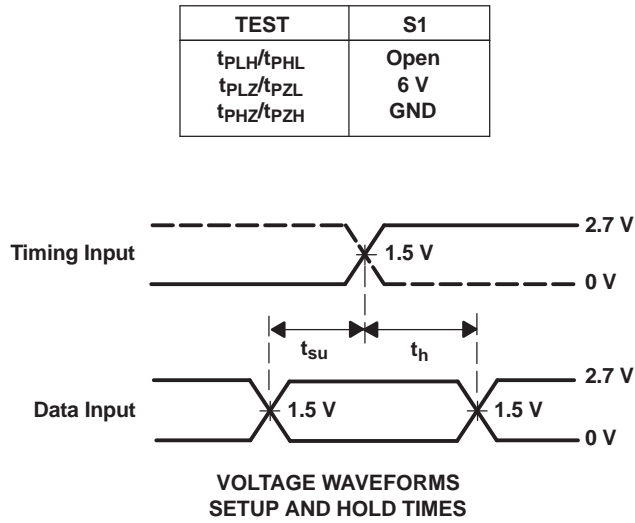 TEST S1
tPLH/tPHL Open
tPLZ/tPZL 6 V
tPHZ/tPZH GND
2.7 V
Timing Input
1.5 V
0 V
tsu
th
2.7 V
Data Input
1.5 V
1.5 V
0 V
VOLTAGE WAVEFORMS
SETUP AND HOLD TIMES